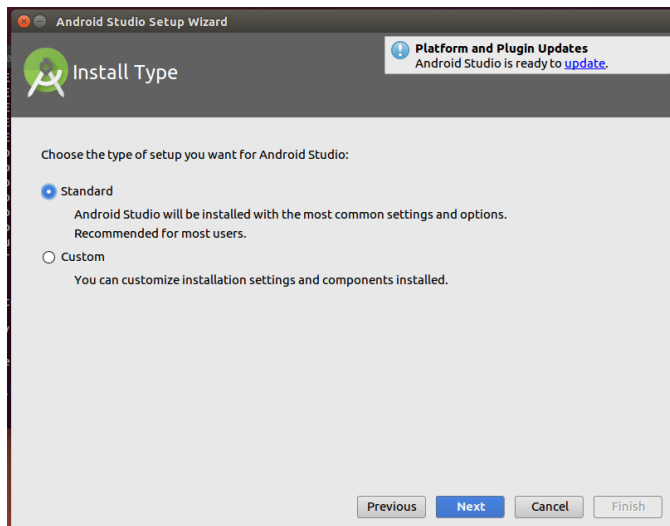 Android Studio Setup Wizard
Platform and Plugin Updates
Android Studio is ready to update.
Install Type
Choose the type of setup you want for Android Studio:
Standard
Android Studio will be installed with the most common settings and options.
Recommended for most users.
Custom
You can customize installation settings and components installed.
Previous Next Cancel Finish